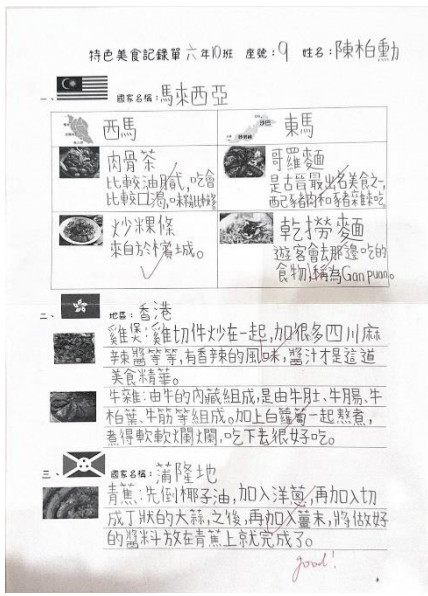 特色美食記錄單 六年10班 座號:9 姓名:陳柏勳
一、 國家名稱:馬來西亞
西馬 東馬
肉骨茶
比較油膩,吃會
比較口渴,味
哥羅麵
是古晉最出名美食之一,
配豬肉和豬雜來吃。
炒粿條
來自於檳城。
乾撈麵
遊客會去那邊吃的
食物,稱為Gan puan。
二、 地區:香港
雞煲:雞切件炒在一起,加很多四川麻
辣醬等等,有香辣的風味,醬汁才是這道
美食精華。
牛雜:由牛的內藏組成,是由牛肚、牛腸、牛
柏葉、牛筋等組成。加上白蘿蔔一起熬煮,
煮得軟軟爛爛,吃下去很好吃。
三、 國家名稱:蒲隆地
青蕉:先倒椰子油,加入洋蔥,再加入切
成丁狀的大蒜,之後,再加入薑末,將做好
的醬料放在青蕉上就完成了。
good!